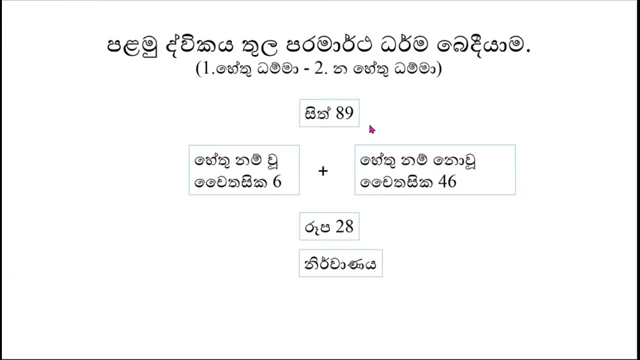 පළමු ද්විකය තුල පරමාර්ථ ධර්ම බෙදීයාම.
(1.හේතු ධම්මා - 2. න හේතු ධම්මා)
සිත් 89
හේතු නම් වූ
චෛතසික 6
+
හේතු නම් නොවූ
චෛතසික 46
රූප 28
නිර්වාණය